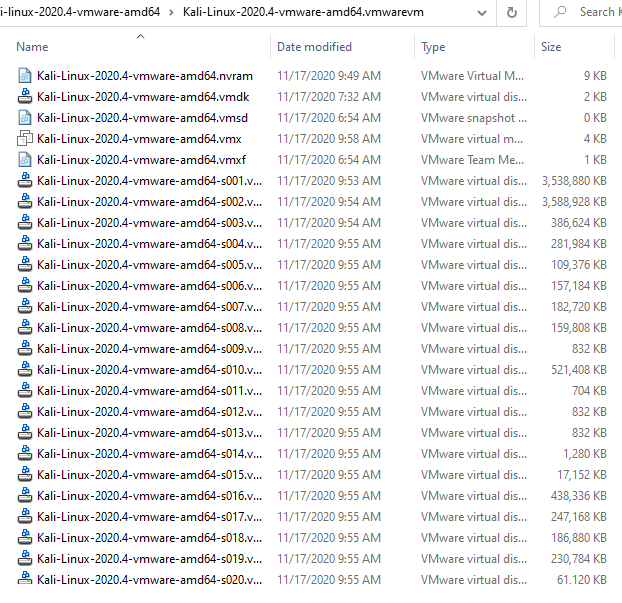 i-linux-2020.4-vmware-amd64 > Kali-Linux-2020.4-vmware-amd64.vmwarevm Search K
Name Date modified Type Size
Kali-Linux-2020.4-vmware-amd64.nvram 11/17/2020 9:49 AM VMware Virtual M... 9 KB
Kali-Linux-2020.4-vmware-amd64.vmdk 11/17/2020 7:32 AM VMware virtual dis... 2 KB
Kali-Linux-2020.4-vmware-amd64.vmsd 11/17/2020 6:54 AM VMware snapshot ... 0 KB
Kali-Linux-2020.4-vmware-amd64.vmx 11/17/2020 9:58 AM VMware virtual m... 4 KB
Kali-Linux-2020.4-vmware-amd64.vmxf 11/17/2020 6:54 AM VMware Team Me... 1 KB
Kali-Linux-2020.4-vmware-amd64-s001.v... 11/17/2020 9:53 AM VMware virtual dis... 3,538,880 KB
Kali-Linux-2020.4-vmware-amd64-s002.v... 11/17/2020 9:54 AM VMware virtual dis... 3,588,928 KB
Kali-Linux-2020.4-vmware-amd64-s003.v... 11/17/2020 9:54 AM VMware virtual dis... 386,624 KB
Kali-Linux-2020.4-vmware-amd64-s004.v... 11/17/2020 9:55 AM VMware virtual dis... 281,984 KB
Kali-Linux-2020.4-vmware-amd64-s005.v... 11/17/2020 9:55 AM VMware virtual dis... 109,376 KB
Kali-Linux-2020.4-vmware-amd64-s006.v... 11/17/2020 9:55 AM VMware virtual dis... 157,184 KB
Kali-Linux-2020.4-vmware-amd64-s007.v... 11/17/2020 9:55 AM VMware virtual dis... 182,720 KB
Kali-Linux-2020.4-vmware-amd64-s008.v... 11/17/2020 9:55 AM VMware virtual dis... 159,808 KB
Kali-Linux-2020.4-vmware-amd64-s009.v... 11/17/2020 9:55 AM VMware virtual dis... 832 KB
Kali-Linux-2020.4-vmware-amd64-s010.v... 11/17/2020 9:55 AM VMware virtual dis... 521,408 KB
Kali-Linux-2020.4-vmware-amd64-s011.v... 11/17/2020 9:55 AM VMware virtual dis... 704 KB
Kali-Linux-2020.4-vmware-amd64-s012.v... 11/17/2020 9:55 AM VMware virtual dis... 832 KB
Kali-Linux-2020.4-vmware-amd64-s013.v... 11/17/2020 9:55 AM VMware virtual dis... 832 KB
Kali-Linux-2020.4-vmware-amd64-s014.v... 11/17/2020 9:55 AM VMware virtual dis... 1,280 KB
Kali-Linux-2020.4-vmware-amd64-s015.v... 11/17/2020 9:55 AM VMware virtual dis... 17,152 KB
Kali-Linux-2020.4-vmware-amd64-s016.v... 11/17/2020 9:55 AM VMware virtual dis... 438,336 KB
Kali-Linux-2020.4-vmware-amd64-s017.v... 11/17/2020 9:55 AM VMware virtual dis... 247,168 KB
Kali-Linux-2020.4-vmware-amd64-s018.v... 11/17/2020 9:55 AM VMware virtual dis... 186,880 KB
Kali-Linux-2020.4-vmware-amd64-s019.v... 11/17/2020 9:55 AM VMware virtual dis... 230,784 KB
Kali-Linux-2020.4-vmware-amd64-s020.v... 11/17/2020 9:55 AM VMware virtual dis... 61,120 KB